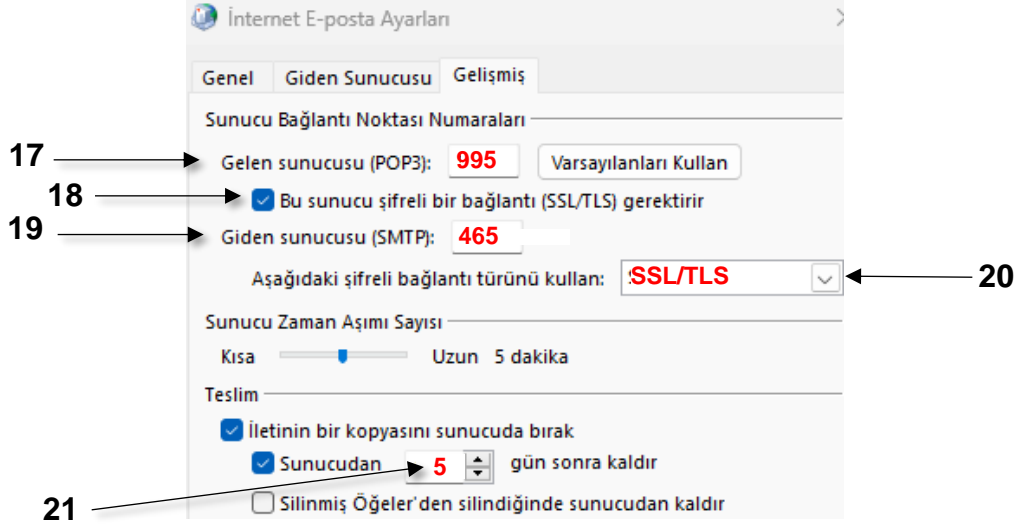 İnternet E-posta Ayarları
Genel Giden Sunucusu Gelişmiş
Sunucu Bağlantı Noktası Numaraları
17 Gelen sunucusu (POP3): 995 Varsayılanları Kullan
18 Bu sunucu şifreli bir bağlantı (SSL/TLS) gerektirir
19 Giden sunucusu (SMTP): 465
Aşağıdaki şifreli bağlantı türünü kullan: SSL/TLS 20
Sunucu Zaman Aşımı Sayısı
Kısa Uzun 5 dakika
Teslim
İletinin bir kopyasını sunucuda bırak
Sunucudan 5 gün sonra kaldır
21 Silinmiş Öğeler'den silindiğinde sunucudan kaldır